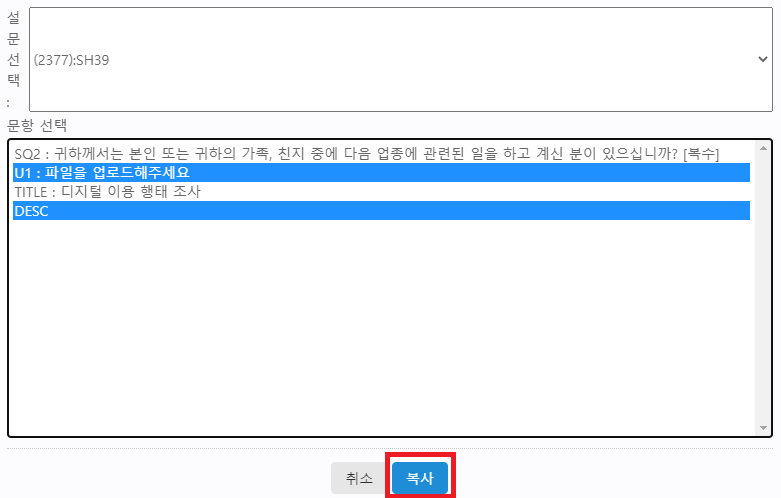 설문선택:
(2377):SH39
문항 선택
SQ2 : 귀하께서는 본인 또는 귀하의 가족, 친지 중에 다음 업종에 관련된 일을 하고 계신 분이 있으십니까? [복수]
U1 : 파일을 업로드해주세요
TITLE : 디지털 이용 행태 조사
DESC
취소
복사